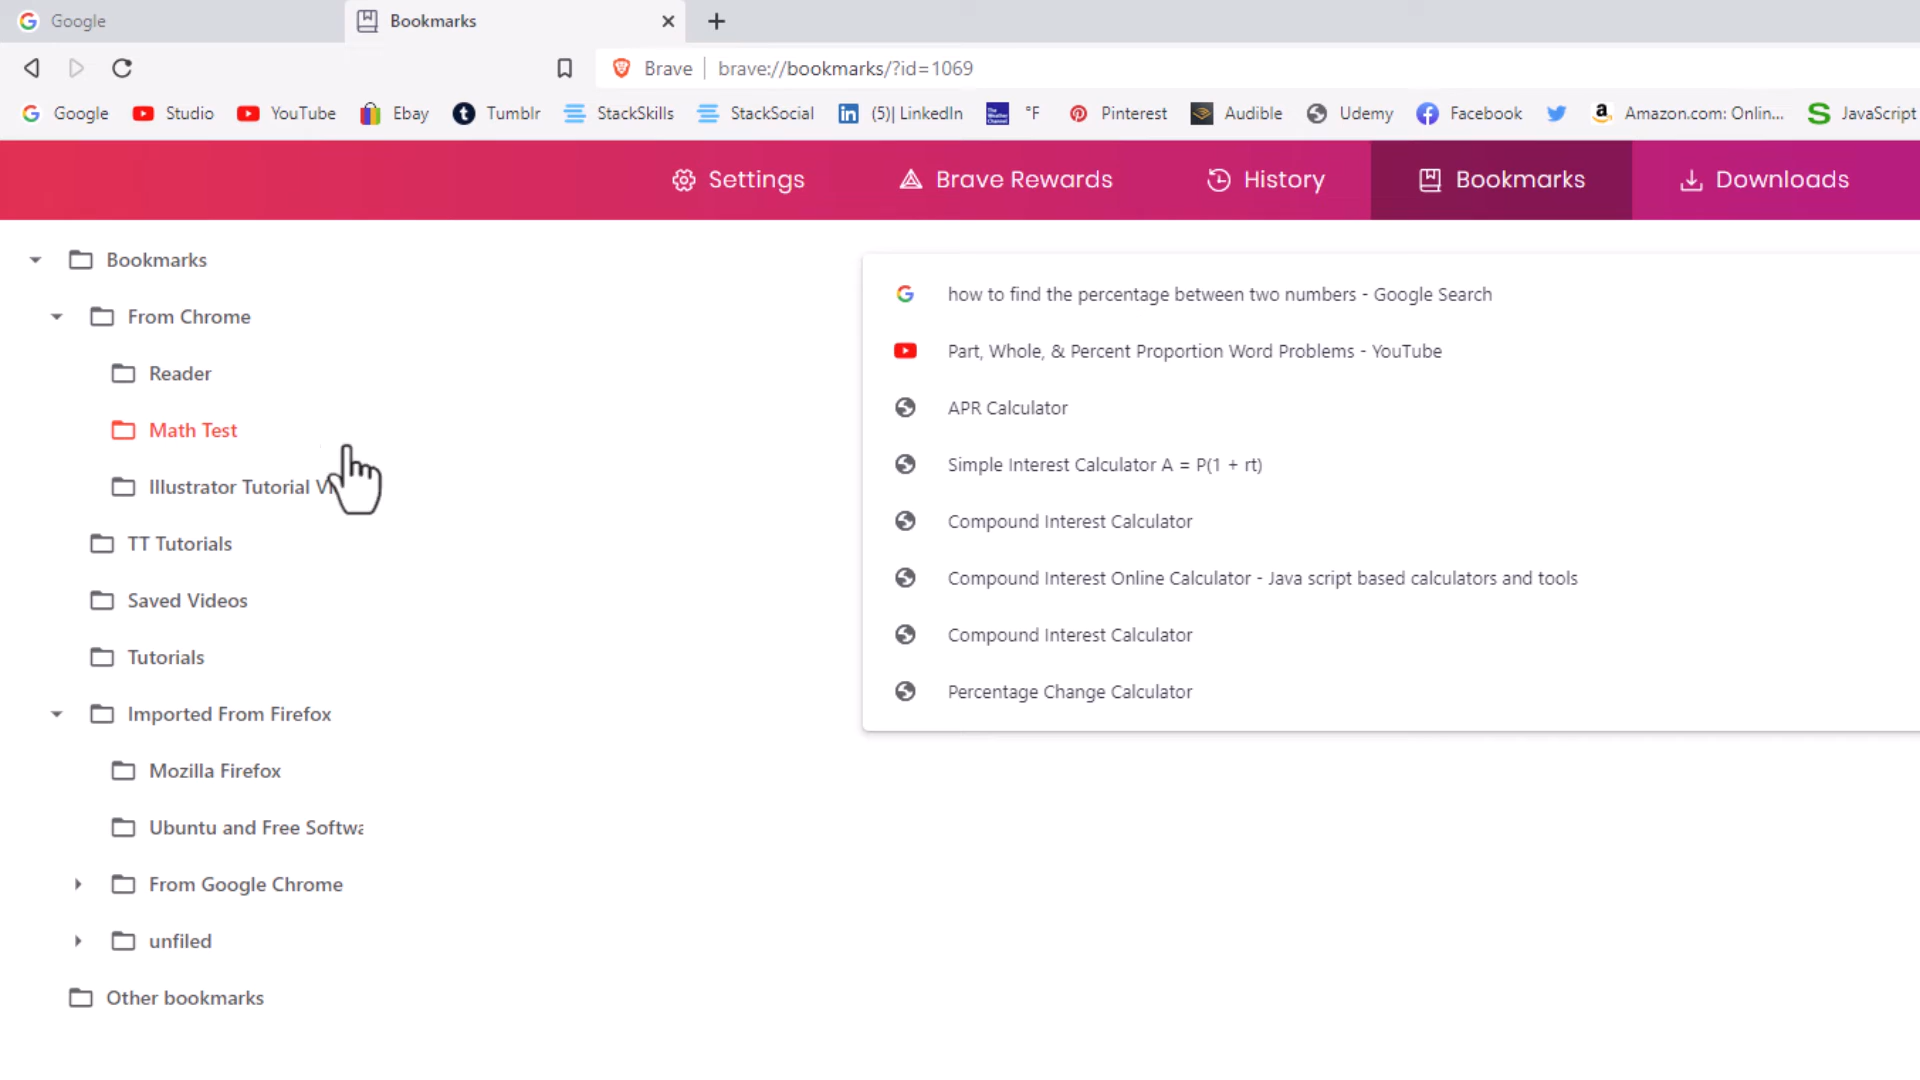 Google
Bookmarks
Brave brave://bookmarks/?id=1069
Google Studio YouTube Ebay Tumblr StackSkills StackSocial (5)| LinkedIn °F Pinterest Audible Udemy Facebook Amazon.com: Onlin... JavaScript
Settings Brave Rewards History Bookmarks Downloads
Bookmarks
From Chrome
Reader
Math Test
Illustrator Tutorial
TT Tutorials
Saved Videos
Tutorials
Imported From Firefox
Mozilla Firefox
Ubuntu and Free Softwa
From Google Chrome
unfiled
Other bookmarks
how to find the percentage between two numbers - Google Search
Part, Whole, & Percent Proportion Word Problems - YouTube
APR Calculator
Simple Interest Calculator A = P(1 + rt)
Compound Interest Calculator
Compound Interest Online Calculator - Java script based calculators and tools
Compound Interest Calculator
Percentage Change Calculator